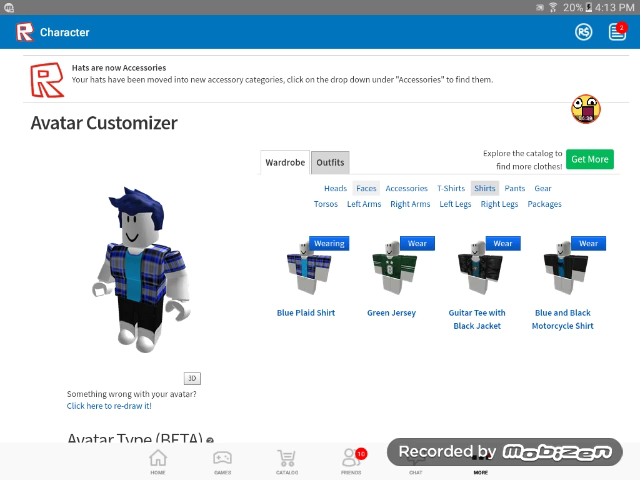 20% 4:13 PM
R Character R$ 2
Hats are now Accessories
Your hats have been moved into new accessory categories, click on the drop down under "Accessories" to find them.
Avatar Customizer
Wardrobe Outfits
Explore the catalog to
find more clothes!
Get More
Heads Faces Accessories T-Shirts Shirts Pants Gear
Torsos Left Arms Right Arms Left Legs Right Legs Packages
Wearing Wear Wear Wear
Blue Plaid Shirt Green Jersey Guitar Tee with
Black Jacket Blue and Black
Motorcycle Shirt
3D
Something wrong with your avatar?
Click here to re-draw it!
Avatar Type (BETA)
10
HOME GAMES CATALOG FRIENDS CHAT MORE
Recorded by mobizen